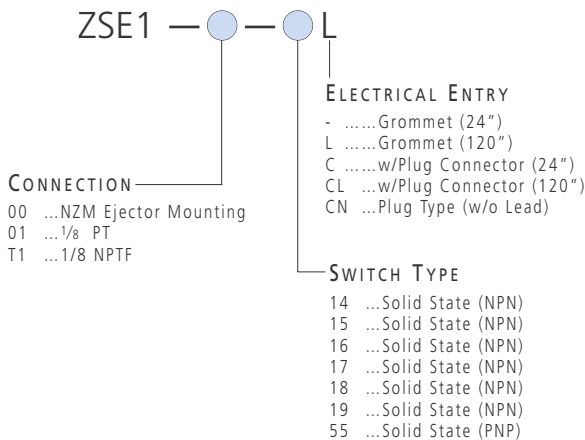 ZSE1 — — L
ELECTRICAL ENTRY
- ......Grommet (24")
L ......Grommet (120")
C ......w/Plug Connector (24")
CL ...w/Plug Connector (120")
CN ...Plug Type (w/o Lead)
CONNECTION
00 ...NZM Ejector Mounting
01 ...1/8 PT
T1 ...1/8 NPTF
SWITCH TYPE
14 ...Solid State (NPN)
15 ...Solid State (NPN)
16 ...Solid State (NPN)
17 ...Solid State (NPN)
18 ...Solid State (NPN)
19 ...Solid State (NPN)
55 ...Solid State (PNP)